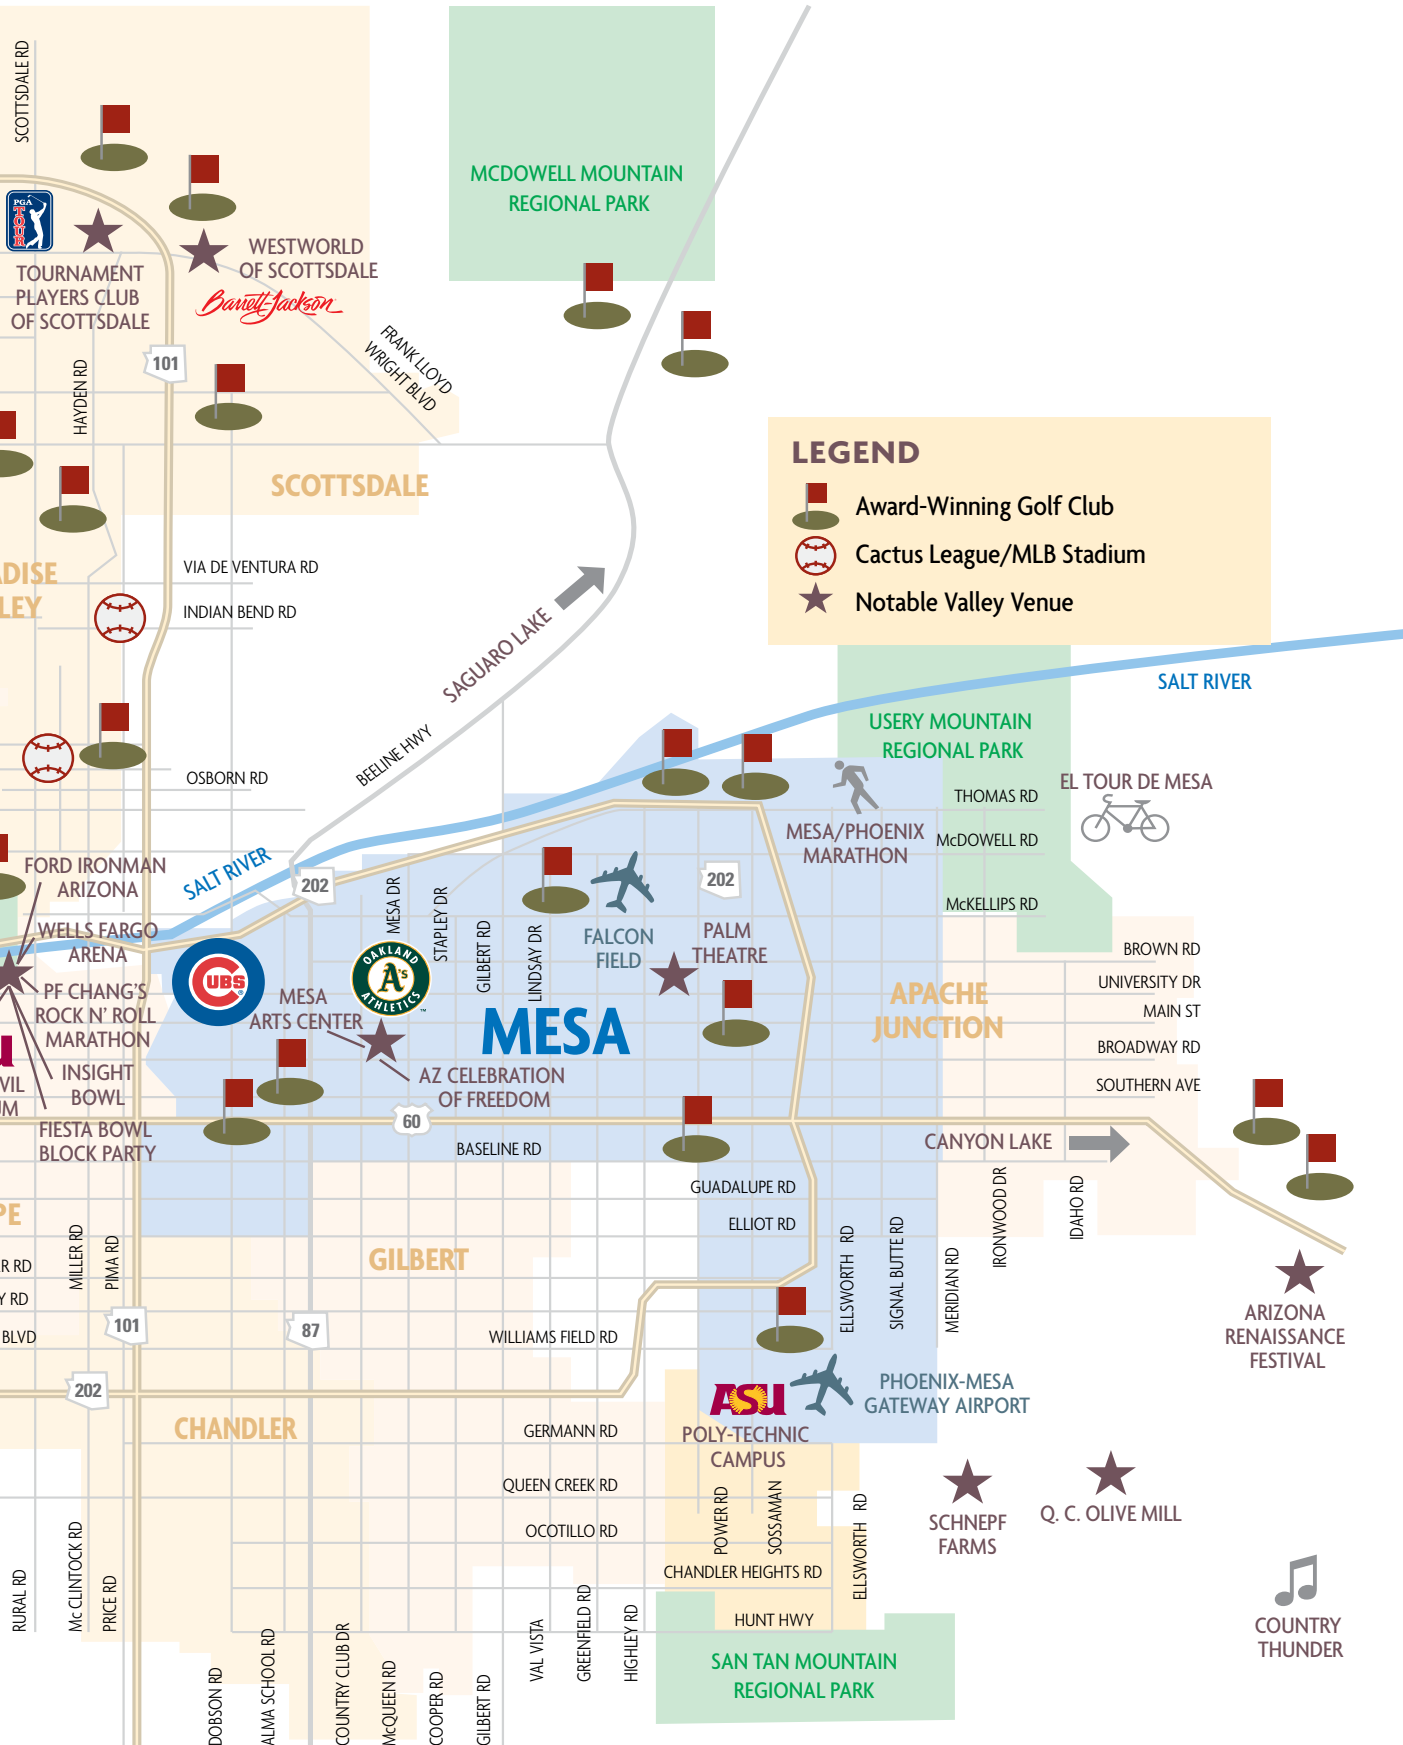 SCOTTSDALE RD
MCDOWELL MOUNTAIN
REGIONAL PARK
PGA
TOUR
WESTWORLD
OF SCOTTSDALE
Barrett-Jackson
TOURNAMENT
PLAYERS CLUB
OF SCOTTSDALE
101
HAYDEN RD
FRANK LLOYD
WRIGHT BLVD
SCOTTSDALE
LEGEND
Award-Winning Golf Club
Cactus League/MLB Stadium
Notable Valley Venue
ADISE
LEY
VIA DE VENTURA RD
INDIAN BEND RD
SAGUARO LAKE
SALT RIVER
BEELINE HWY
USERY MOUNTAIN
REGIONAL PARK
OSBORN RD
EL TOUR DE MESA
THOMAS RD
MESA/PHOENIX
MARATHON
McDOWELL RD
FORD IRONMAN
ARIZONA
SALT RIVER
202
MESA DR
STAPLEY DR
202
McKELLIPS RD
WELLS FARGO
ARENA
CUBS
OAKLAND
A's
ATHLETICS
GILBERT RD
LINDSAY DR
FALCON
FIELD
PALM
THEATRE
BROWN RD
UNIVERSITY DR
MAIN ST
BROADWAY RD
SOUTHERN AVE
PF CHANG'S
ROCK N' ROLL
MARATHON
MESA
ARTS CENTER
MESA
APACHE
JUNCTION
INSIGHT
BOWL
VIL
UM
AZ CELEBRATION
OF FREEDOM
60
FIESTA BOWL
BLOCK PARTY
BASELINE RD
CANYON LAKE
GUADALUPE RD
ELLIOT RD
IRONWOOD DR
IDAHO RD
PE
MILLER RD
PIMA RD
GILBERT
ELLSWORTH RD
SIGNAL BUTTE RD
MERIDIAN RD
R RD
Y RD
BLVD
101
87
WILLIAMS FIELD RD
ARIZONA
RENAISSANCE
FESTIVAL
202
ASU
POLY-TECHNIC
CAMPUS
PHOENIX-MESA
GATEWAY AIRPORT
CHANDLER
GERMANN RD
QUEEN CREEK RD
OCOTILLO RD
POWER RD
SOSSAMAN
ELLSWORTH RD
SCHNEPF
FARMS
Q. C. OLIVE MILL
RURAL RD
Mc CLINTOCK RD
PRICE RD
CHANDLER HEIGHTS RD
HUNT HWY
COUNTRY
THUNDER
DOBSON RD
ALMA SCHOOL RD
COUNTRY CLUB DR
McQUEEN RD
COOPER RD
GILBERT RD
VAL VISTA
GREENFIELD RD
HIGHLEY RD
SAN TAN MOUNTAIN
REGIONAL PARK